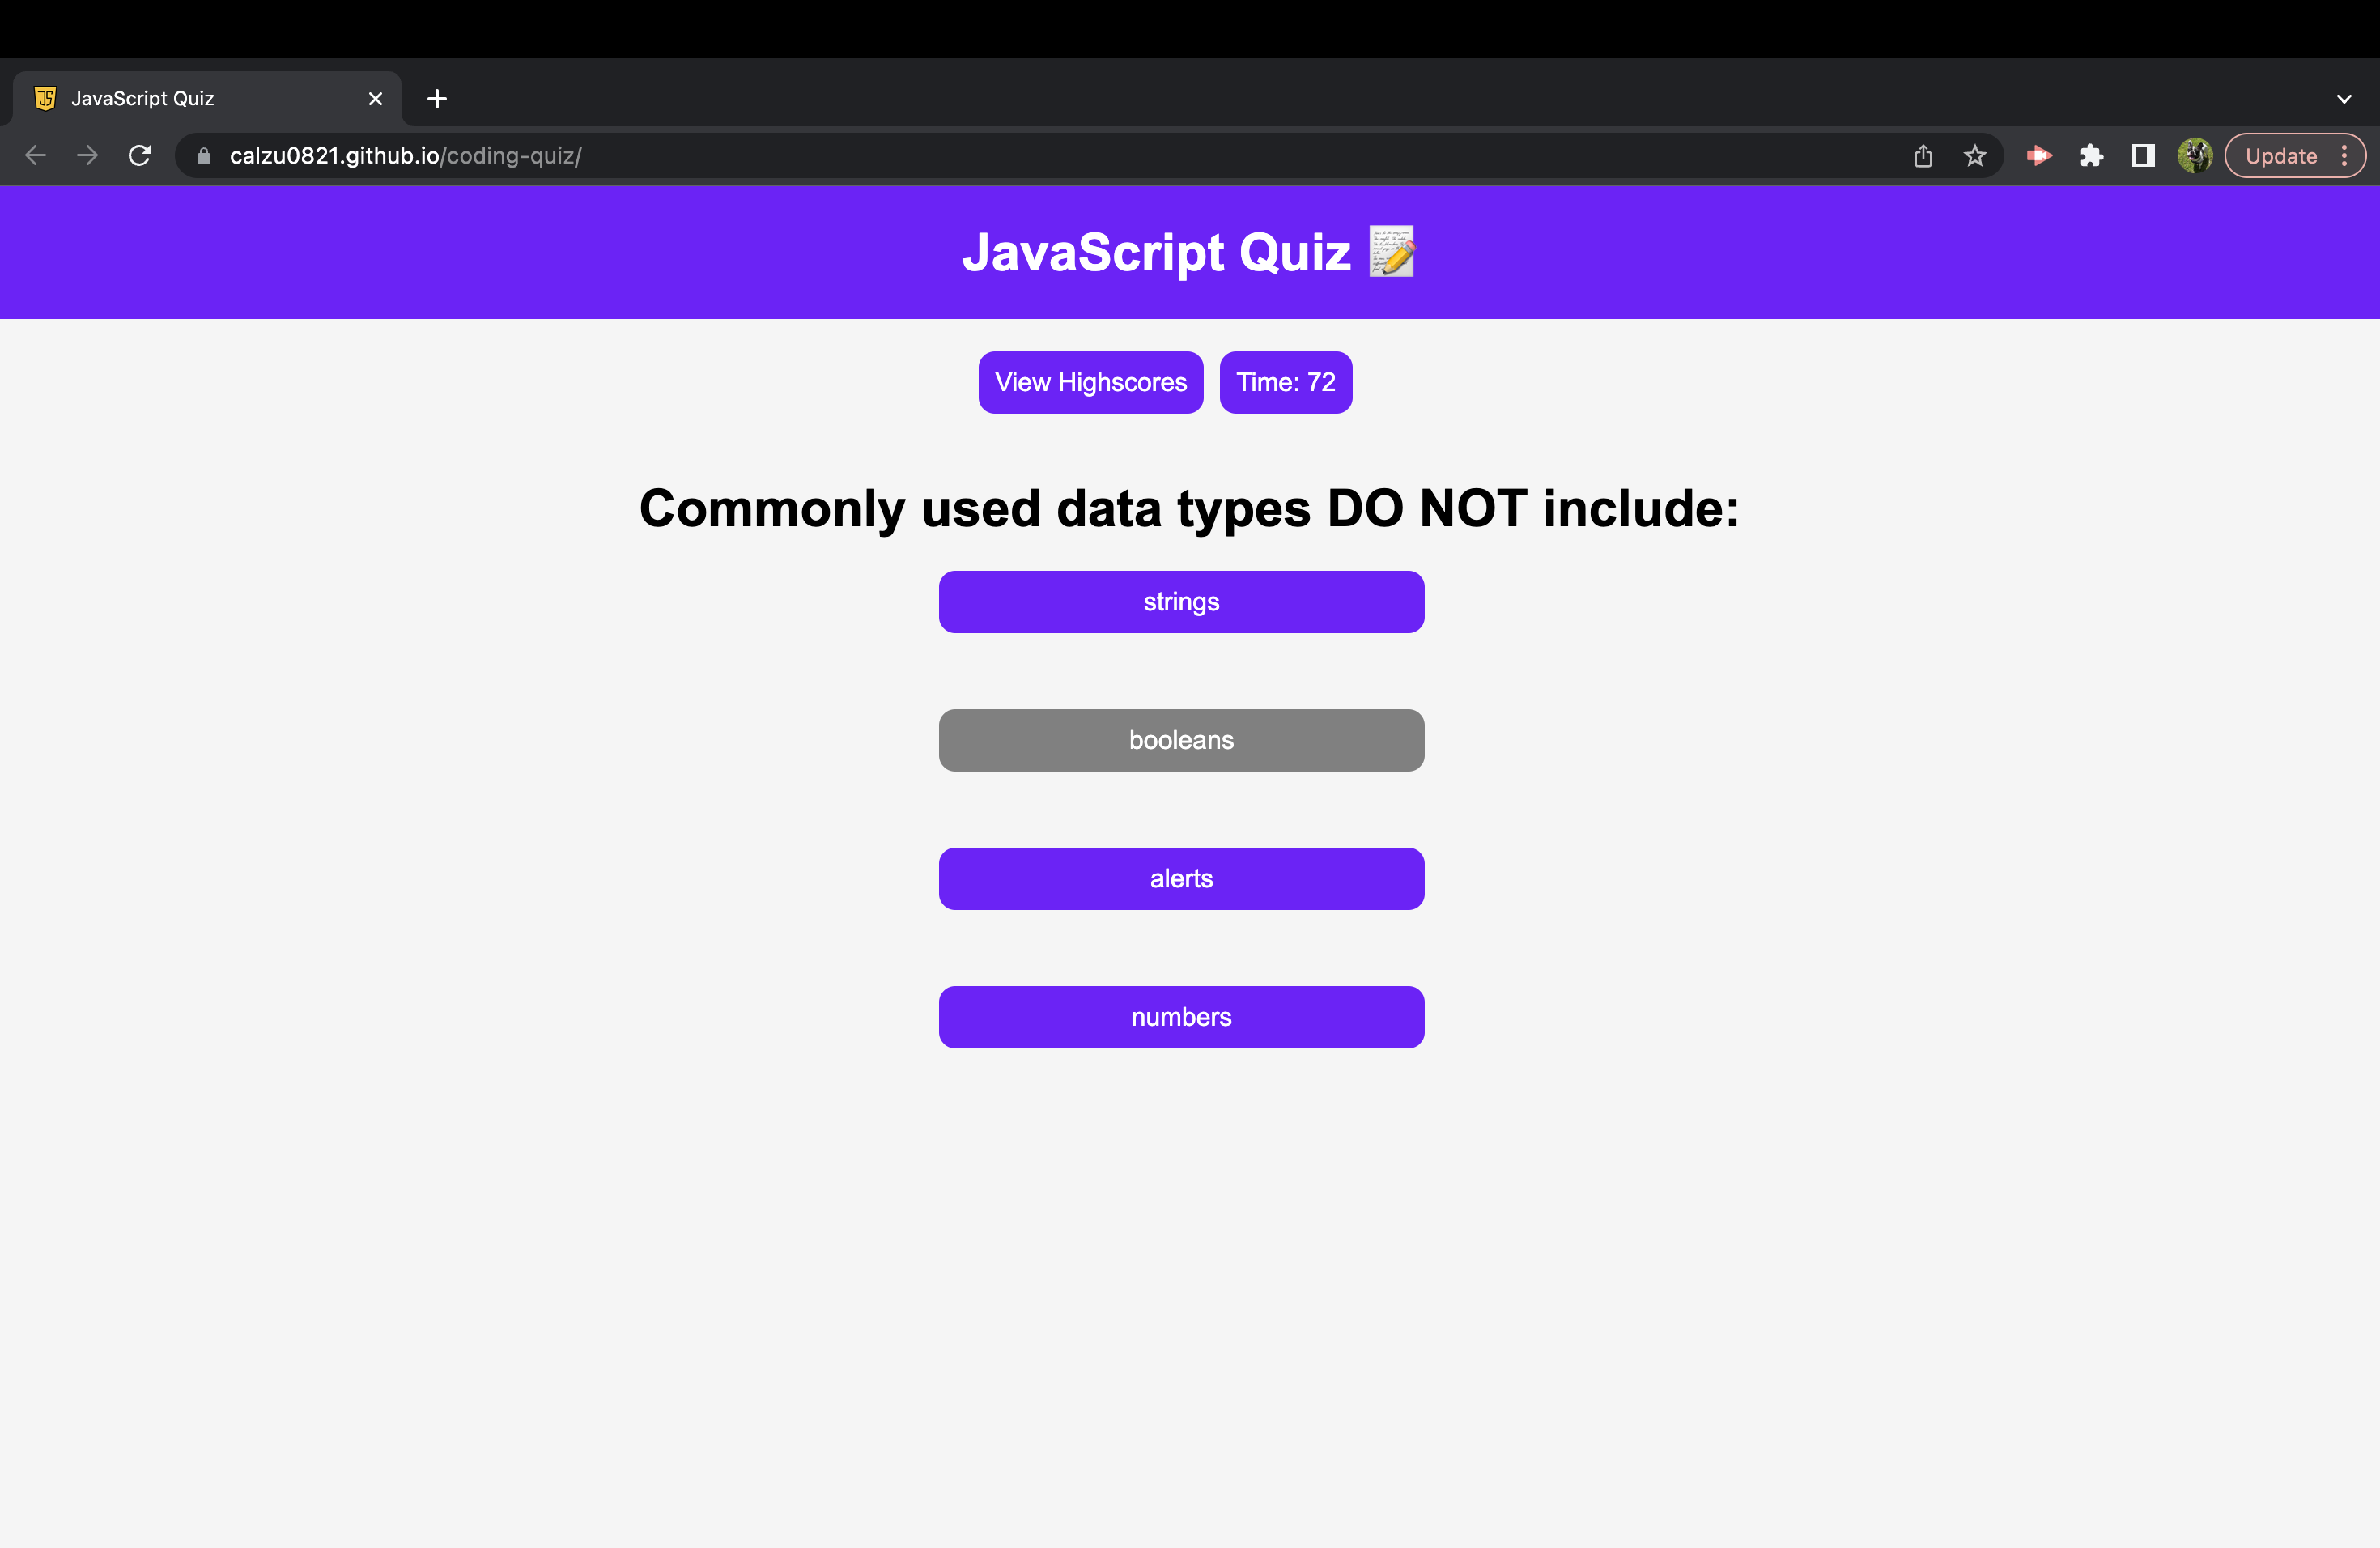 JavaScript Quiz
calzu0821.github.io/coding-quiz/
Update
JavaScript Quiz 📝
View Highscores
Time: 72
Commonly used data types DO NOT include:
strings
booleans
alerts
numbers